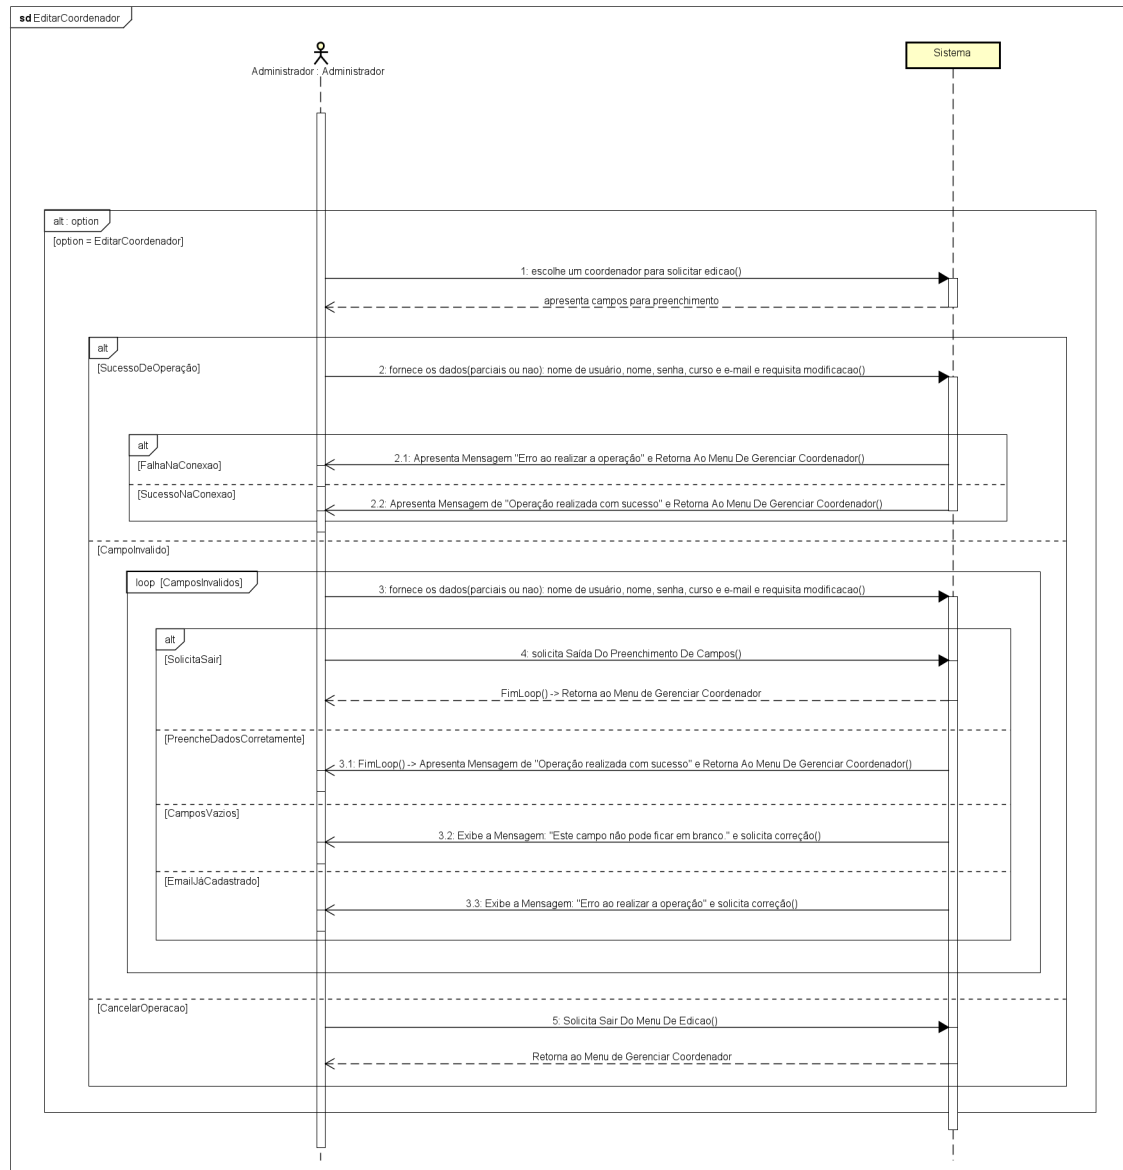 sd EditarCoordenador
Administrador : Administrador
Sistema
alt : option
[option = EditarCoordenador]
1: escolhe um coordenador para solicitar edicao()
apresenta campos para preenchimento
alt
[SucessoDeOperação]
2: fornece os dados(parciais ou nao): nome de usuário, nome, senha, curso e e-mail e requisita modificacao()
alt
[FalhaNaConexao]
2.1: Apresenta Mensagem "Erro ao realizar a operação" e Retorna Ao Menu De Gerenciar Coordenador()
[SucessoNaConexao]
2.2: Apresenta Mensagem de "Operação realizada com sucesso" e Retorna Ao Menu De Gerenciar Coordenador()
[CampoInvalido]
loop [CamposInvalidos]
3: fornece os dados(parciais ou nao): nome de usuário, nome, senha, curso e e-mail e requisita modificacao()
alt
[SolicitaSair]
4: solicita Saída Do Preenchimento De Campos()
FimLoop() -> Retorna ao Menu de Gerenciar Coordenador
[PreencheDadosCorretamente]
3.1: FimLoop() -> Apresenta Mensagem de "Operação realizada com sucesso" e Retorna Ao Menu De Gerenciar Coordenador()
[CamposVazios]
3.2: Exibe a Mensagem: "Este campo não pode ficar em branco." e solicita correção()
[EmailJáCadastrado]
3.3: Exibe a Mensagem: "Erro ao realizar a operação" e solicita correção()
[CancelarOperacao]
5: Solicita Sair Do Menu De Edicao()
Retorna ao Menu de Gerenciar Coordenador